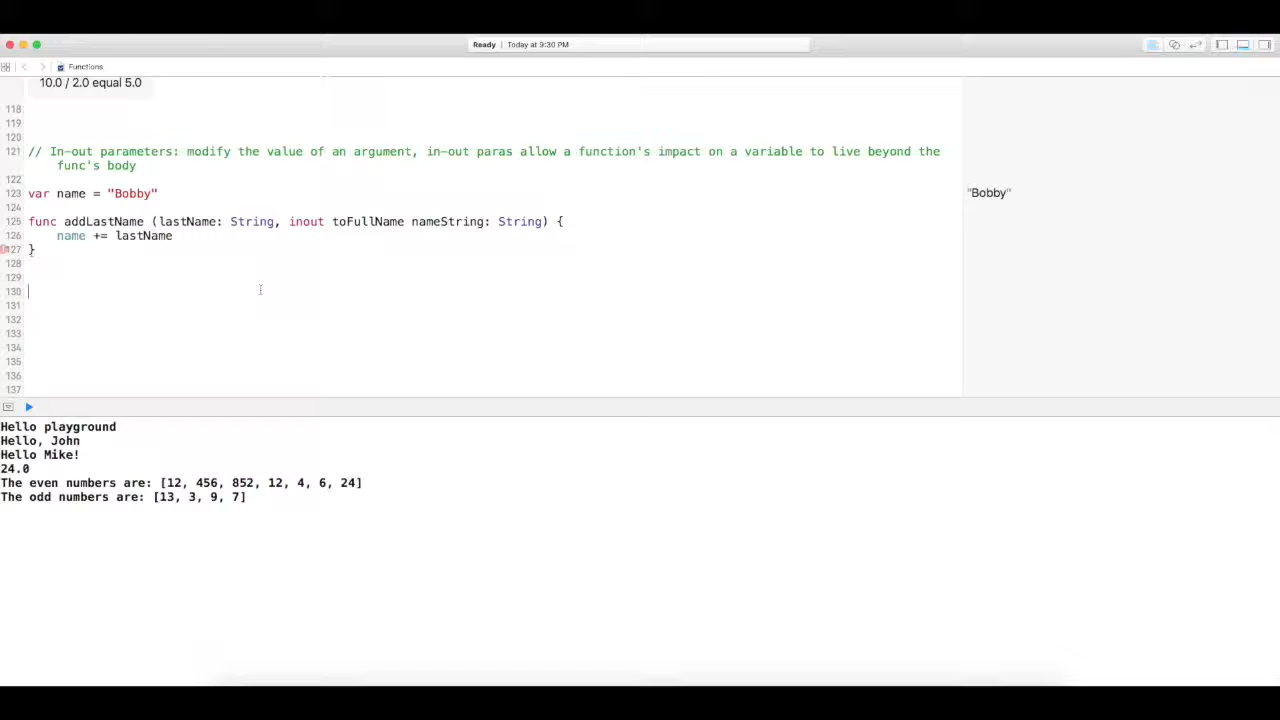 Ready | Today at 9:30 PM
Functions
10.0 / 2.0 equal 5.0
118
119
120
121 // In-out parameters: modify the value of an argument, in-out paras allow a function's impact on a variable to live beyond the
func's body
122
123 var name = "Bobby" "Bobby"
124
125 func addLastName (lastName: String, inout toFullName nameString: String) {
126 name += lastName
127 }
128
129
130
131
132
133
134
135
136
137
Hello playground
Hello, John
Hello Mike!
24.0
The even numbers are: [12, 456, 852, 12, 4, 6, 24]
The odd numbers are: [13, 3, 9, 7]